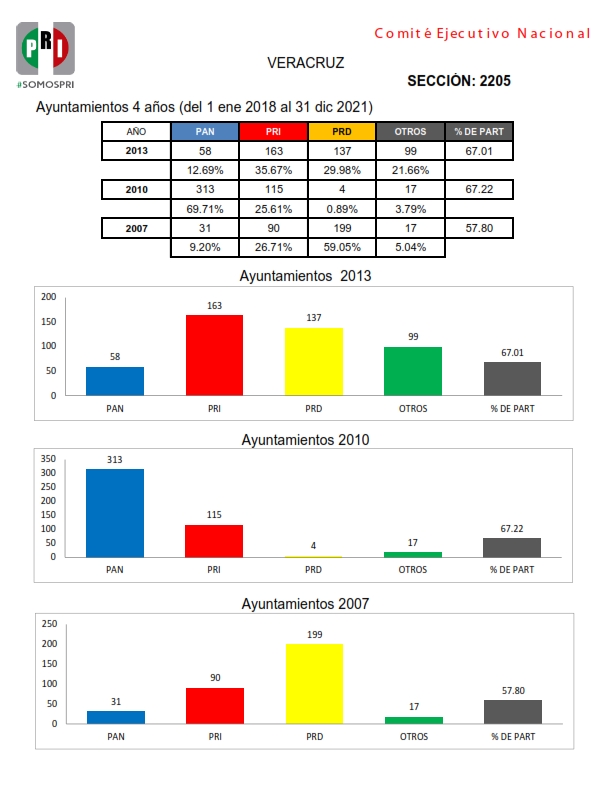 Comité Ejecutivo Nacional
PRI
#SOMOSPRI
VERACRUZ
SECCIÓN: 2205
Ayuntamientos 4 años (del 1 ene 2018 al 31 dic 2021)
AÑO PAN PRI PRD OTROS % DE PART
2013 58 163 137 99 67.01
12.69% 35.67% 29.98% 21.66%
2010 313 115 4 17 67.22
69.71% 25.61% 0.89% 3.79%
2007 31 90 199 17 57.80
9.20% 26.71% 59.05% 5.04%
Ayuntamientos 2013
200
150
100
50
0
58 163 137 99 67.01
PAN PRI PRD OTROS % DE PART
Ayuntamientos 2010
350
300
250
200
150
100
50
0
313 115 4 17 67.22
PAN PRI PRD OTROS % DE PART
Ayuntamientos 2007
250
200
150
100
50
0
31 90 199 17 57.80
PAN PRI PRD OTROS % DE PART